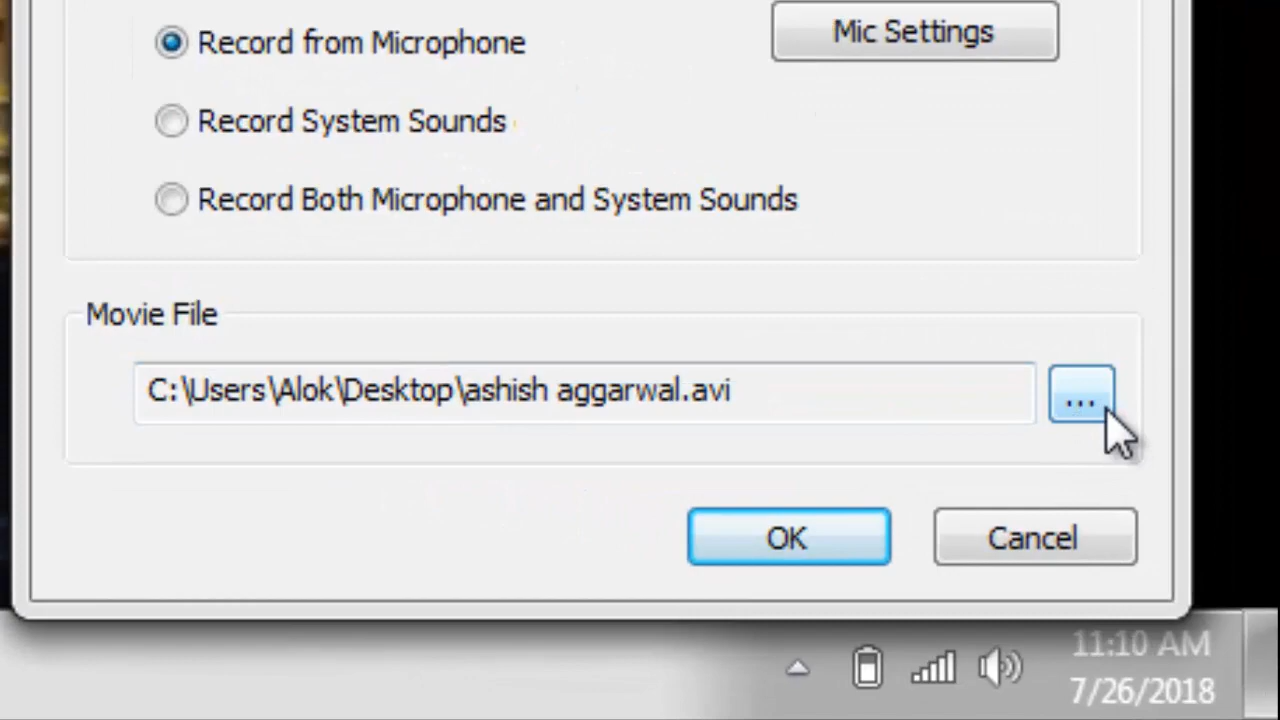 Record from Microphone
Mic Settings
Record System Sounds
Record Both Microphone and System Sounds
Movie File
C:\Users\Alok\Desktop\ashish aggarwal.avi
...
OK
Cancel
11:10 AM
7/26/2018